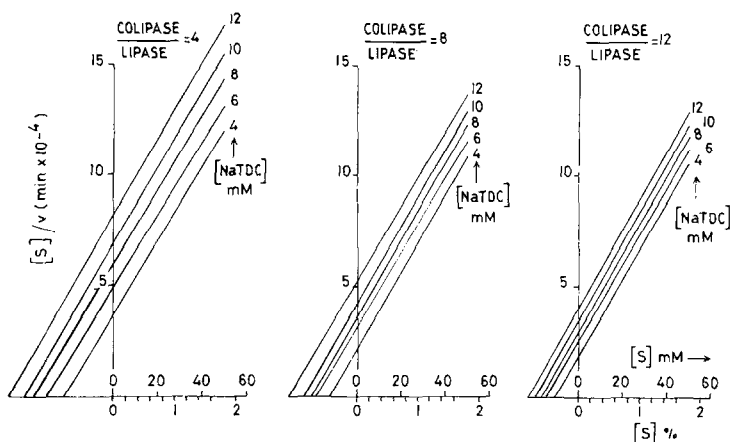 COLIPASE
LIPASE = 4
COLIPASE
LIPASE = 8
COLIPASE
LIPASE = 12
[S]/v (min x 10⁻⁴)
15
10
5
12
10
8
6
4
[NaTDC]
mM
0 20 40 60
0 1 2
15
10
5
12
10
8
6
4
[NaTDC]
mM
0 20 40 60
0 1 2
15
10
5
12
10
8
6
4
[NaTDC]
mM
[S] mM →
0 20 40 60
0 1 2
[S] %